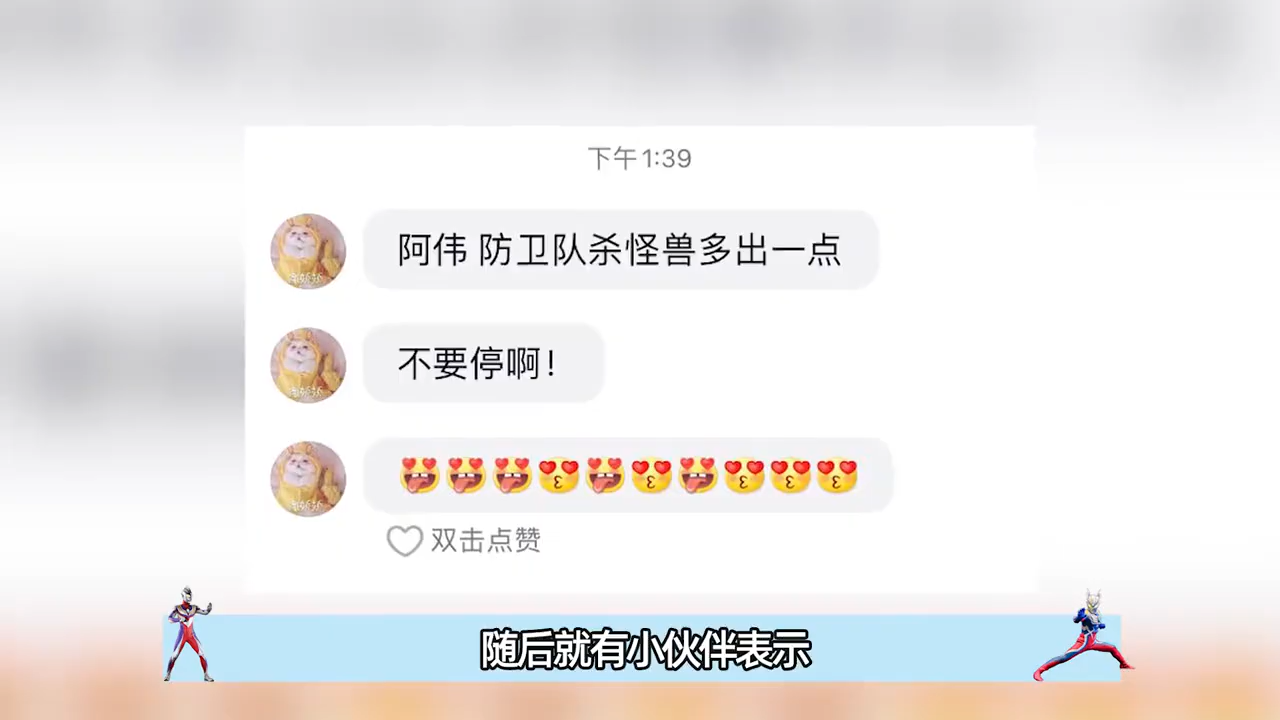 下午1:39
阿伟 防卫队杀怪兽多出一点
不要停啊！
双击点赞
随后就有小伙伴表示